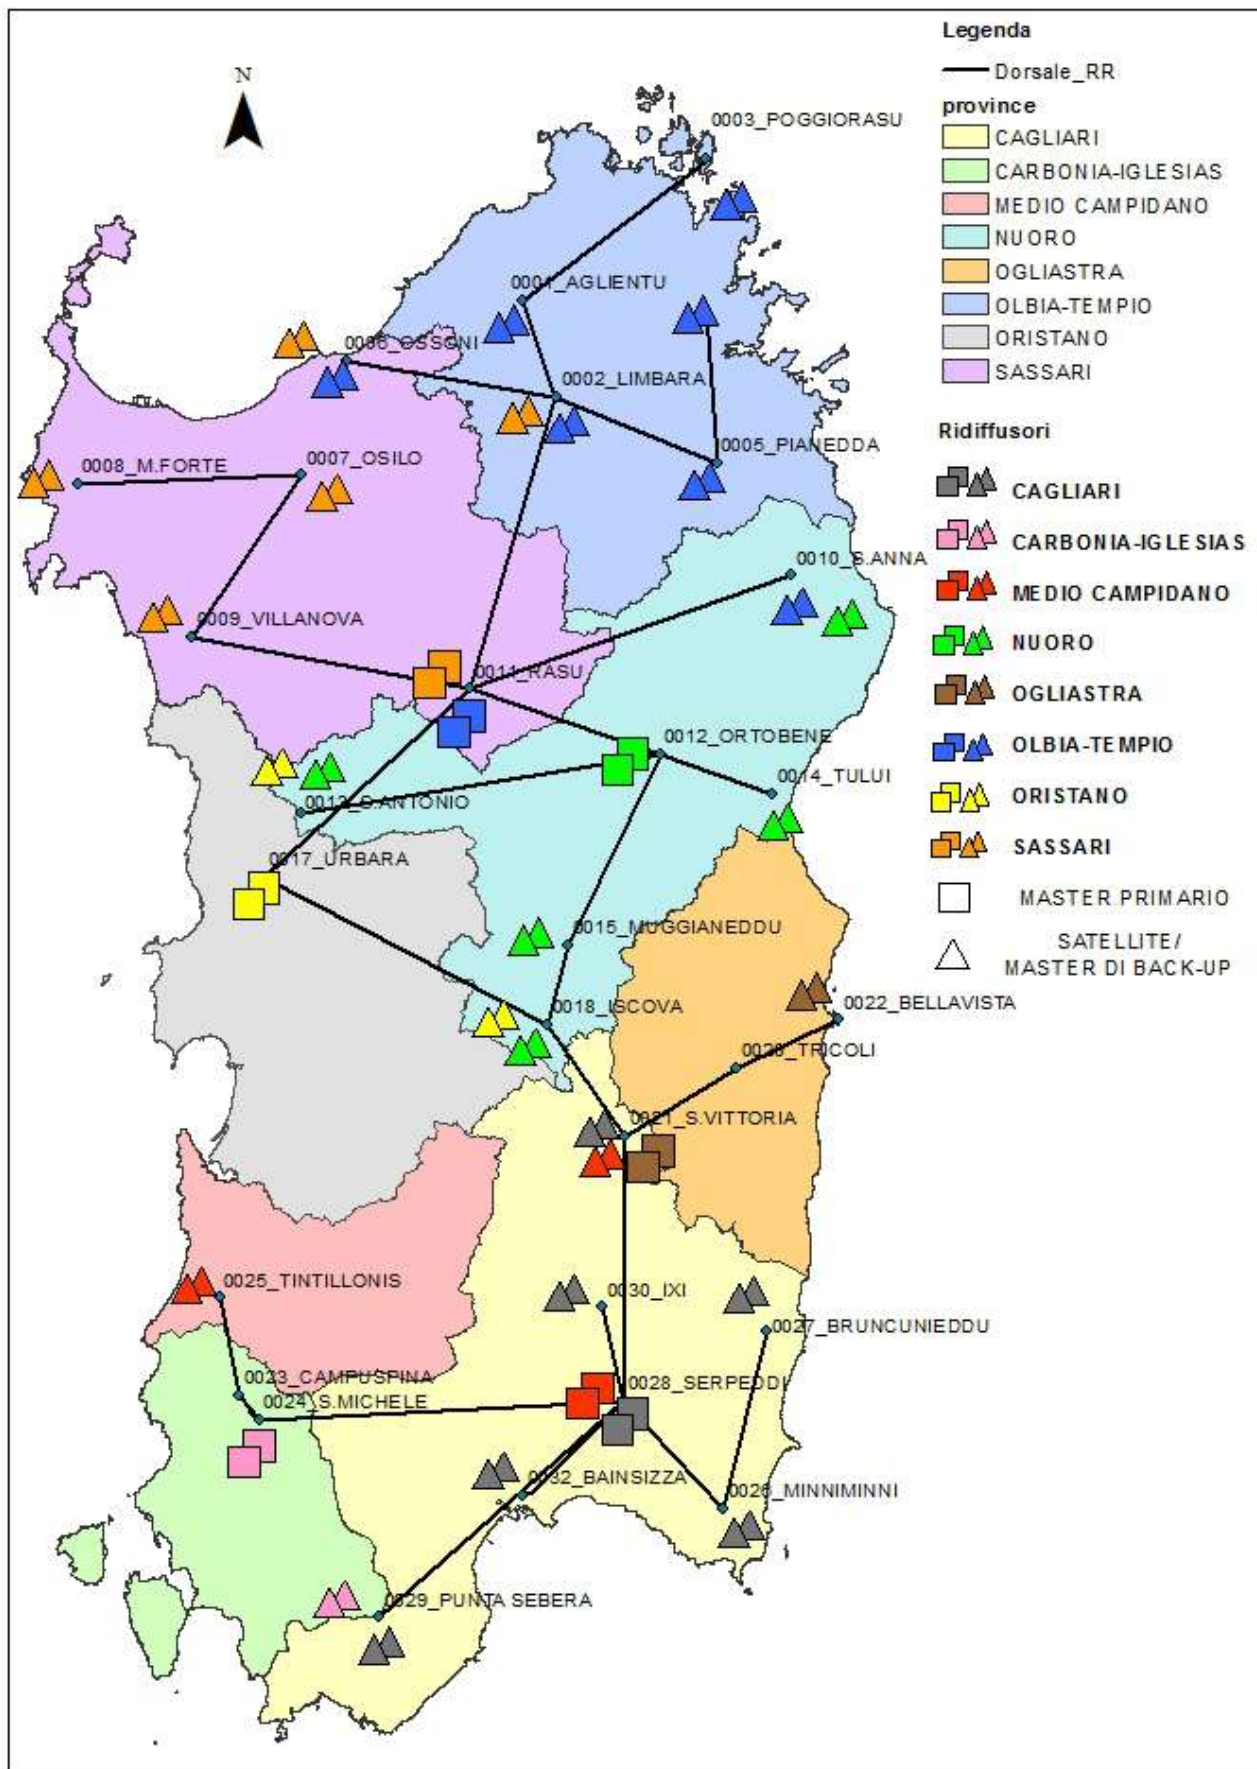 Legenda
Dorsale_RR
province
CAGLIARI
CARBONIA-IGLESIAS
MEDIO CAMPIDANO
NUORO
OGLIASTRA
OLBIA-TEMPIO
ORISTANO
SASSARI
Ridiffusori
CAGLIARI
CARBONIA-IGLESIAS
MEDIO CAMPIDANO
NUORO
OGLIASTRA
OLBIA-TEMPIO
ORISTANO
SASSARI
MASTER PRIMARIO
SATELLITE/
MASTER DI BACK-UP
N
0003_POGGIORASU
0001_AGLIENTU
0002_LIMBARA
0005_PIANEDDA
0007_OSILO
0008_M.FORTE
0010_S.ANNA
0009_VILLANOVA
0011_RASU
0012_ORTOBENE
0014_TULUI
0013_S.ANTONIO
0017_URBARA
0015_MUGGIANEDDU
0018_ISCOVA
0022_BELLAVISTA
0021_S.VITTORIA
0025_TINTILLONIS
0030_IXI
0027_BRUNCUNIEDDU
0023_CAMPUSPINA
0028_SERPEDDI
0024_S.MICHELE
0032_BAINSIZZA
0026_MINNIMINNI
0029_PUNTA SEBERA